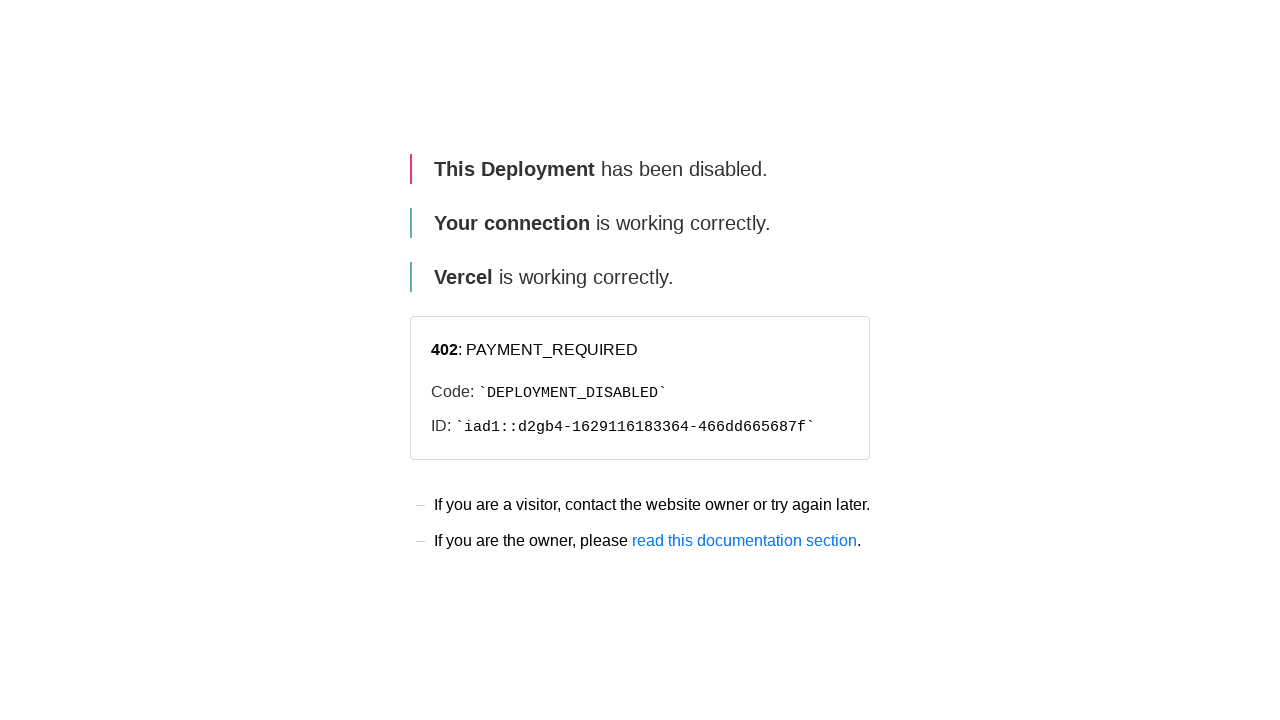 This Deployment has been disabled.
Your connection is working correctly.
Vercel is working correctly.
402: PAYMENT_REQUIRED
Code: `DEPLOYMENT_DISABLED`
ID: `iad1::d2gb4-1629116183364-466dd665687f`
– If you are a visitor, contact the website owner or try again later.
– If you are the owner, please read this documentation section.